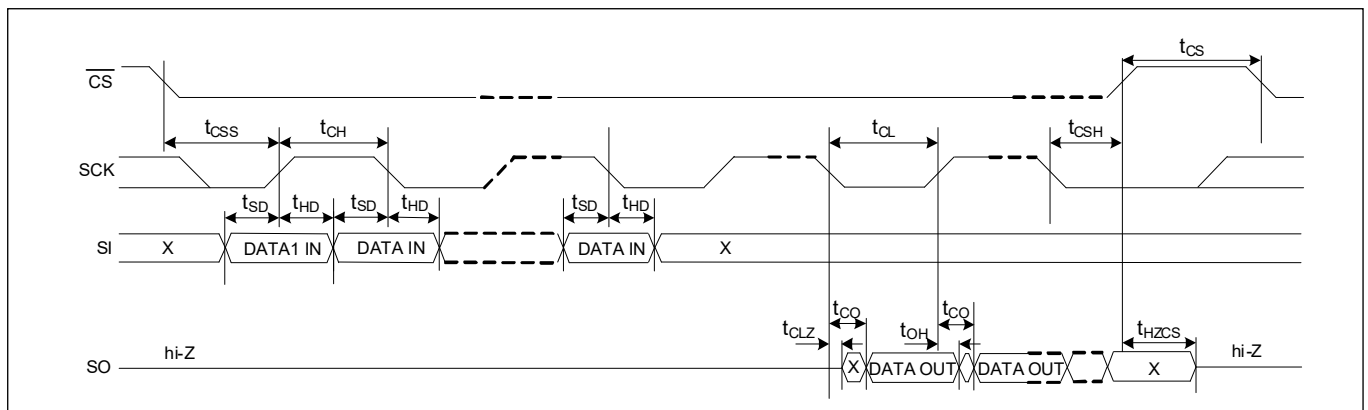 tCS
CS
tCSS tCH tCL tCSH
SCK
tSD tHD tSD tHD tSD tHD
SI X DATA1 IN DATA IN DATA IN X
tCLZ tCO tOH tCO tHZCS
SO hi-Z X DATA OUT DATA OUT X hi-Z